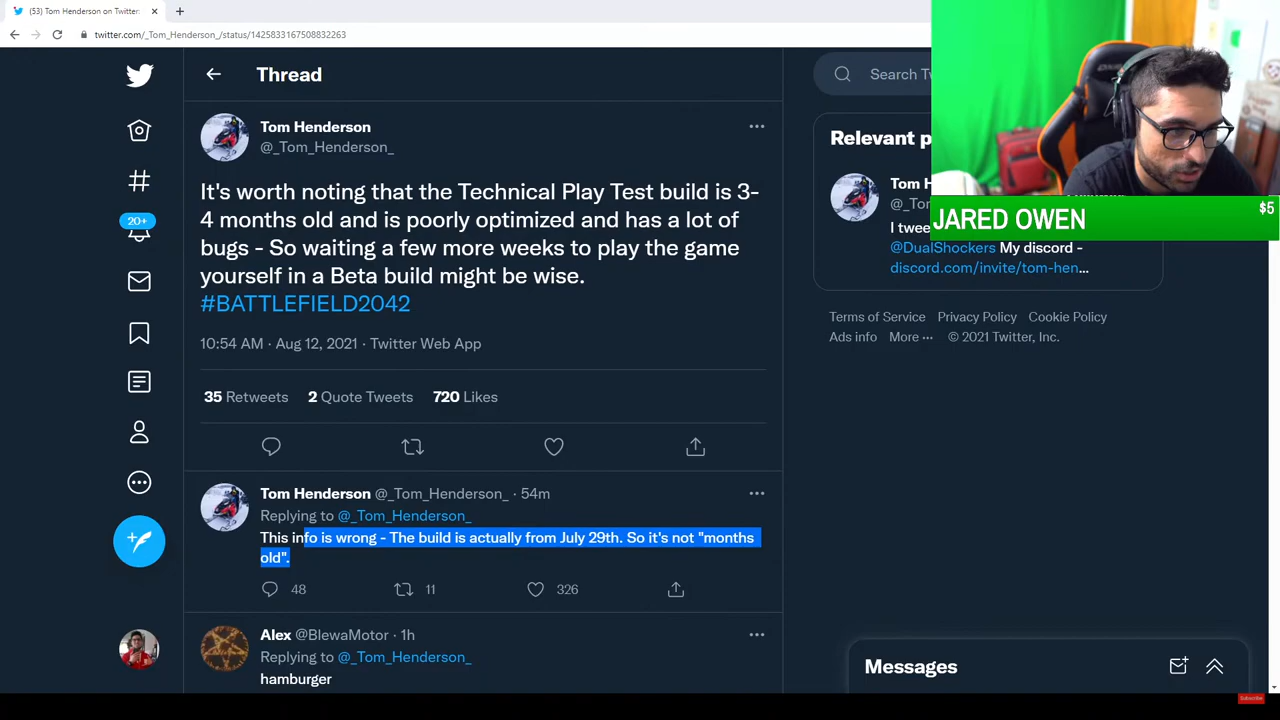 (53) Tom Henderson on Twitter:
twitter.com/_Tom_Henderson_/status/1425833167508832263
Thread
Search Tw
Tom Henderson
@_Tom_Henderson_
It's worth noting that the Technical Play Test build is 3-
4 months old and is poorly optimized and has a lot of
bugs - So waiting a few more weeks to play the game
yourself in a Beta build might be wise.
#BATTLEFIELD2042
10:54 AM · Aug 12, 2021 · Twitter Web App
35 Retweets 2 Quote Tweets 720 Likes
Tom Henderson @_Tom_Henderson_ · 54m
Replying to @_Tom_Henderson_
This info is wrong - The build is actually from July 29th. So it's not "months
old".
48 11 326
Alex @BlewaMotor · 1h
Replying to @_Tom_Henderson_
hamburger
20+
Relevant p
Tom H
@_To
I twee
@DualShockers My discord -
discord.com/invite/tom-hen...
Terms of Service Privacy Policy Cookie Policy
Ads info More ··· © 2021 Twitter, Inc.
JARED OWEN
$5
Messages
Subscribe